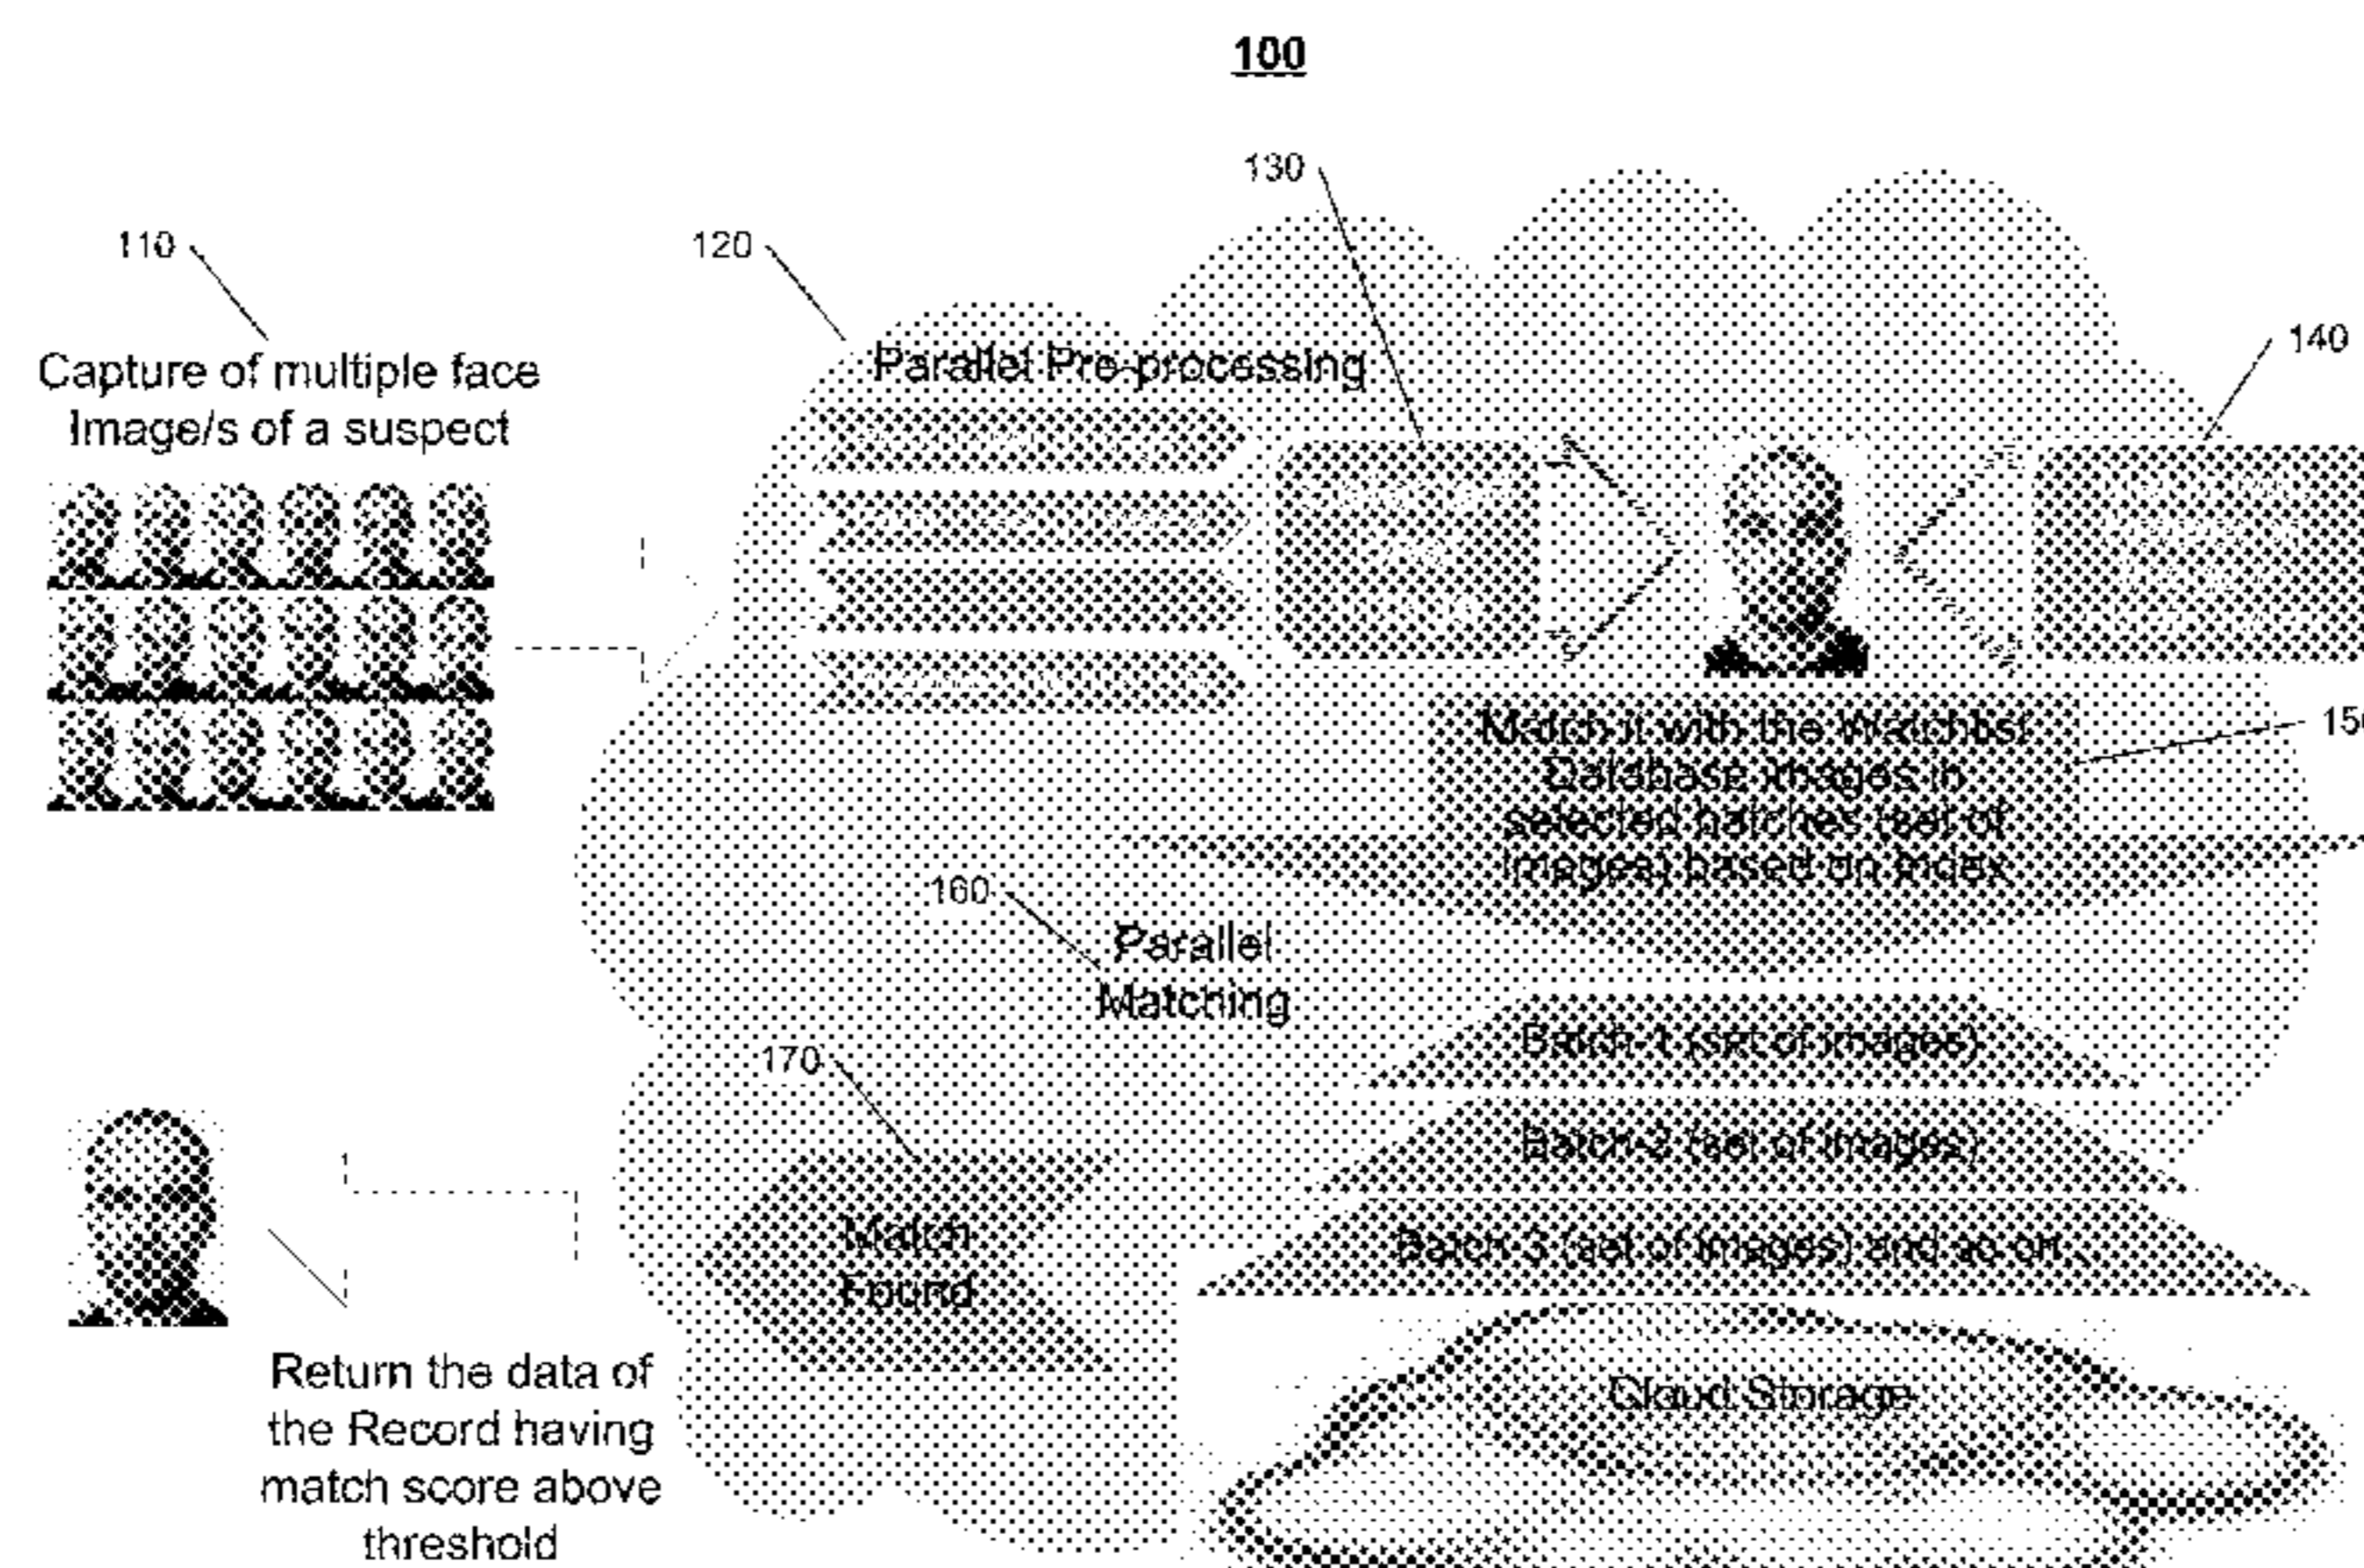 100
130
110
120
140
Capture of multiple face
Image/s of a suspect
Parallel Pre-processing
Match it with the Watchlist
Database images in
selected batches (set of
images) based on index
160
Parallel
Matching
170
Batch-1 (set of images)
Batch-2 (set of images)
Batch-3 (set of images) and so on
Match
Found
Cloud Storage
Return the data of
the Record having
match score above
threshold